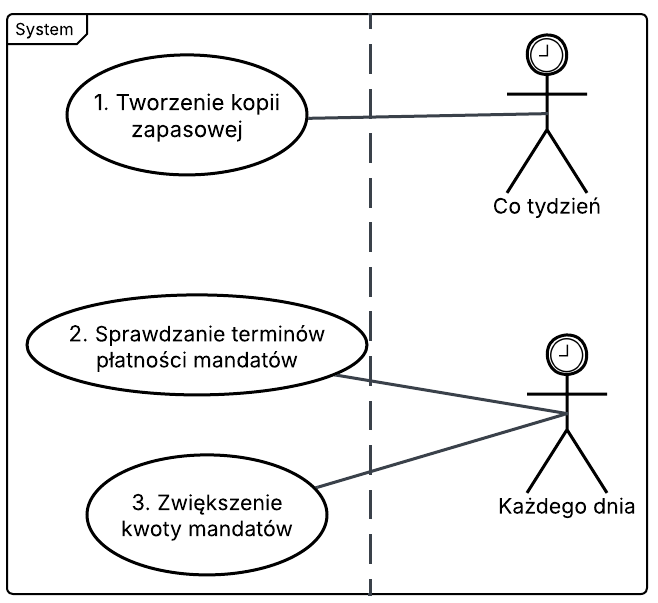 System
1. Tworzenie kopii
zapasowej
Co tydzień
2. Sprawdzanie terminów
płatności mandatów
3. Zwiększenie
kwoty mandatów
Każdego dnia